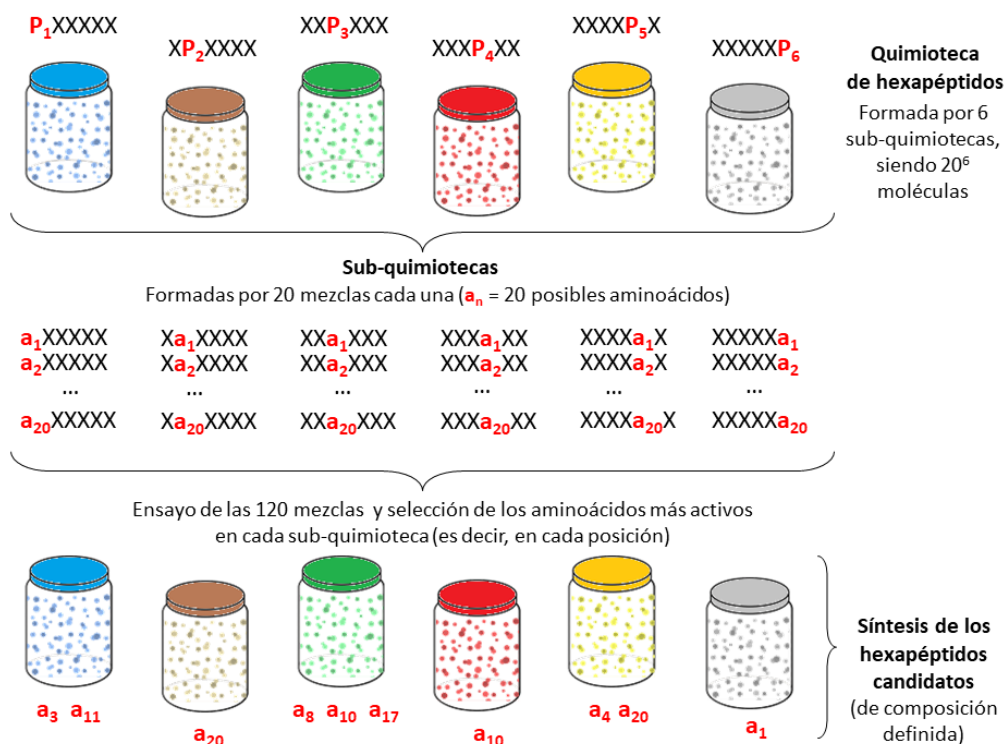 P₁XXXXX
XP₂XXXX
XXP₃XXX
XXXP₄XX
XXXXP₅X
XXXXXP₆
Quimioteca
de hexapéptidos
Formada por 6
sub-quimiotecas,
siendo 20⁶
moléculas
Sub-quimiotecas
Formadas por 20 mezclas cada una (aₙ = 20 posibles aminoácidos)
a₁XXXXX Xa₁XXXX XXa₁XXX XXXa₁XX XXXXa₁X XXXXXa₁
a₂XXXXX Xa₂XXXX XXa₂XXX XXXa₂XX XXXXa₂X XXXXXa₂
... ... ... ... ... ...
a₂₀XXXXX Xa₂₀XXXX XXa₂₀XXX XXXa₂₀XX XXXXa₂₀X XXXXXa₂₀
Ensayo de las 120 mezclas y selección de los aminoácidos más activos
en cada sub-quimioteca (es decir, en cada posición)
a₃ a₁₁
a₂₀
a₈ a₁₀ a₁₇
a₁₀
a₄ a₂₀
a₁
Síntesis de los
hexapéptidos
candidatos
(de composición
definida)